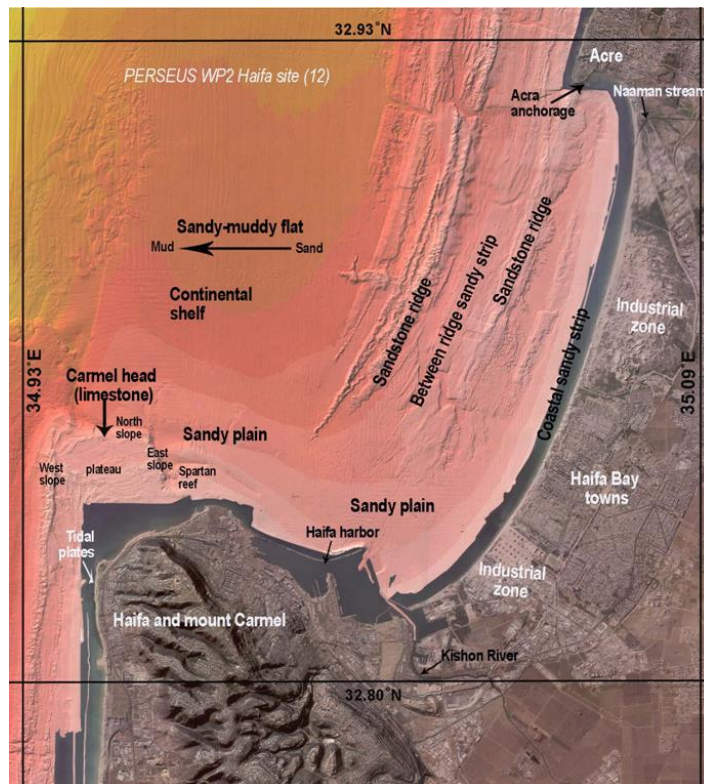 32.93°N
Acre
PERSEUS WP2 Haifa site (12)
Acra
anchorage
Naaman stream
Sandy-muddy flat
Mud
Sand
Sandstone ridge
Between ridge sandy strip
Sandstone ridge
Continental
shelf
Industrial
zone
34.93°E
35.09°E
Coastal sandy strip
Carmel head
(limestone)
North
slope
Sandy plain
East
slope
West
slope
plateau
Spartan
reef
Haifa Bay
towns
Sandy plain
Haifa harbor
Tidal
plates
Industrial
zone
Haifa and mount Carmel
Kishon River
32.80°N